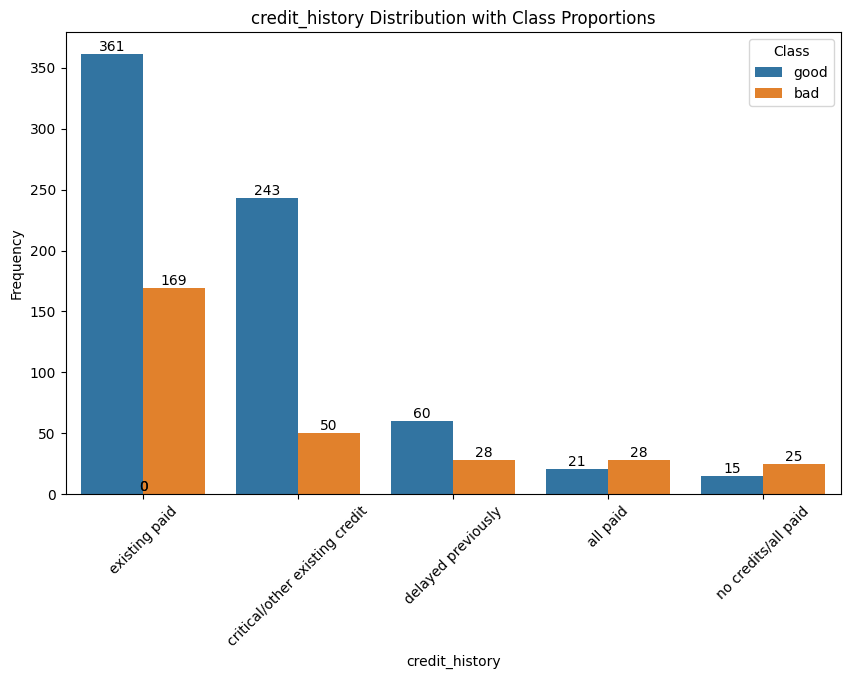 credit_history Distribution with Class Proportions
Class
good
bad
Frequency
350
300
250
200
150
100
50
0
361
169
0
243
50
60
28
21
28
15
25
existing paid
critical/other existing credit
delayed previously
all paid
no credits/all paid
credit_history